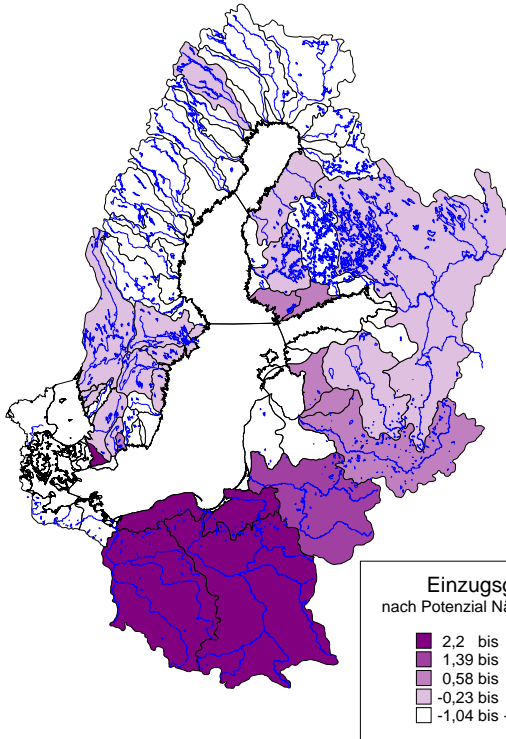 Einzugsg
nach Potenzial Nä
2,2 bis
1,39 bis
0,58 bis
-0,23 bis
-1,04 bis -